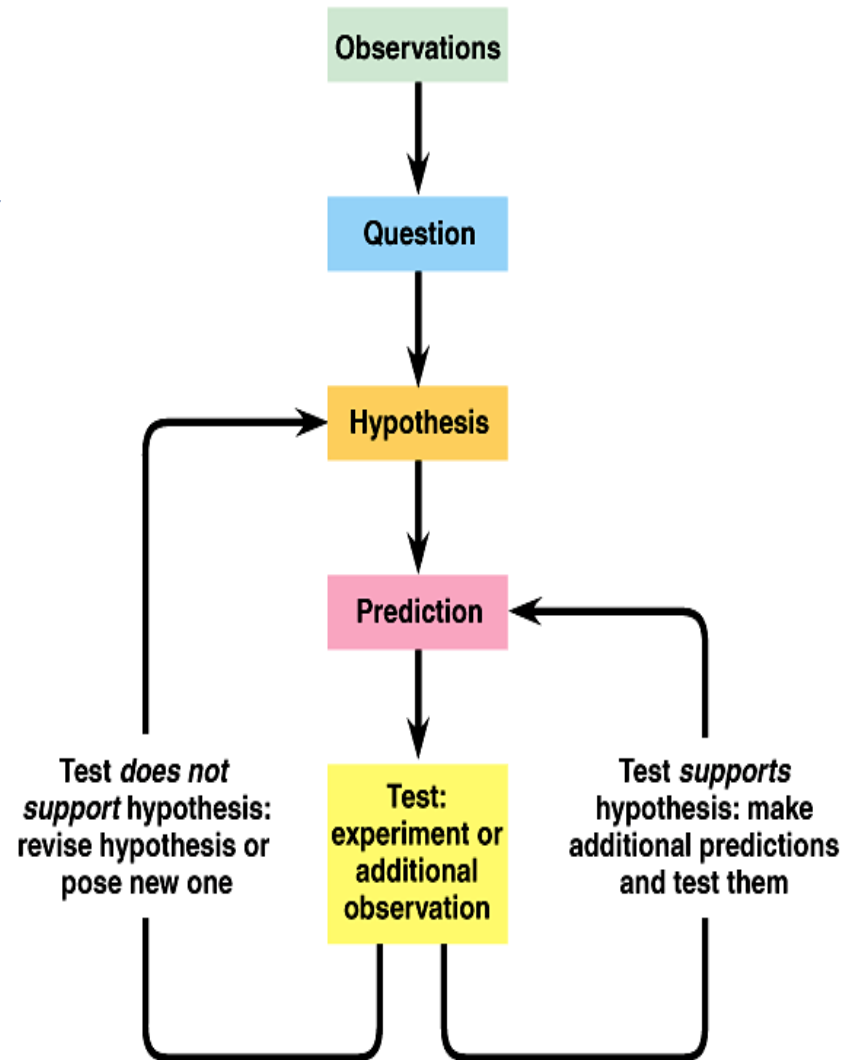 Observations
Question
Hypothesis
Prediction
Test does not
support hypothesis:
revise hypothesis or
pose new one
Test:
experiment or
additional
observation
Test supports
hypothesis: make
additional predictions
and test them